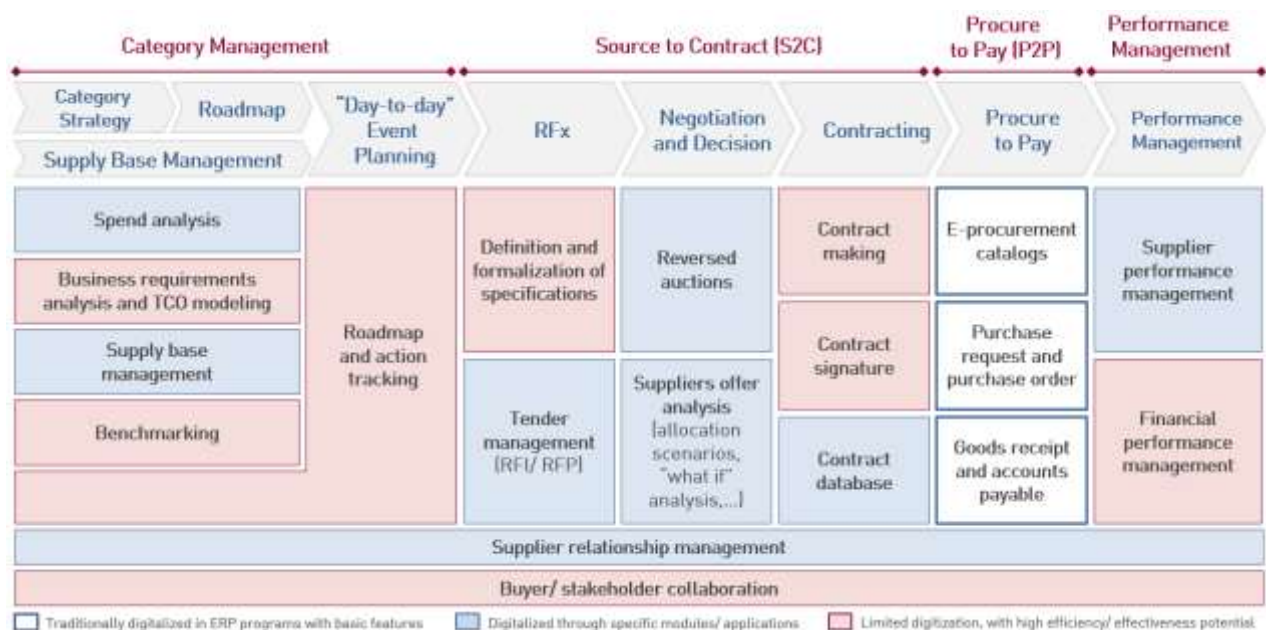 Category Management
Source to Contract (S2C)
Procure
to Pay (P2P)
Performance
Management
Category
Strategy
Roadmap
"Day-to-day"
Event
Planning
RFx
Negotiation
and Decision
Contracting
Procure
to Pay
Performance
Management
Supply Base Management
Spend analysis
Business requirements
analysis and TCO modeling
Supply base
management
Benchmarking
Roadmap
and action
tracking
Definition and
formalization of
specifications
Tender
management
(RFI/ RFP)
Reversed
auctions
Suppliers offer
analysis
(allocation
scenarios,
"what if"
analysis,...)
Contract
making
Contract
signature
Contract
database
E-procurement
catalogs
Purchase
request and
purchase order
Goods receipt
and accounts
payable
Supplier
performance
management
Financial
performance
management
Supplier relationship management
Buyer/ stakeholder collaboration
Traditionally digitalized in ERP programs with basic features
Digitalized through specific modules/ applications
Limited digitization, with high efficiency/ effectiveness potential